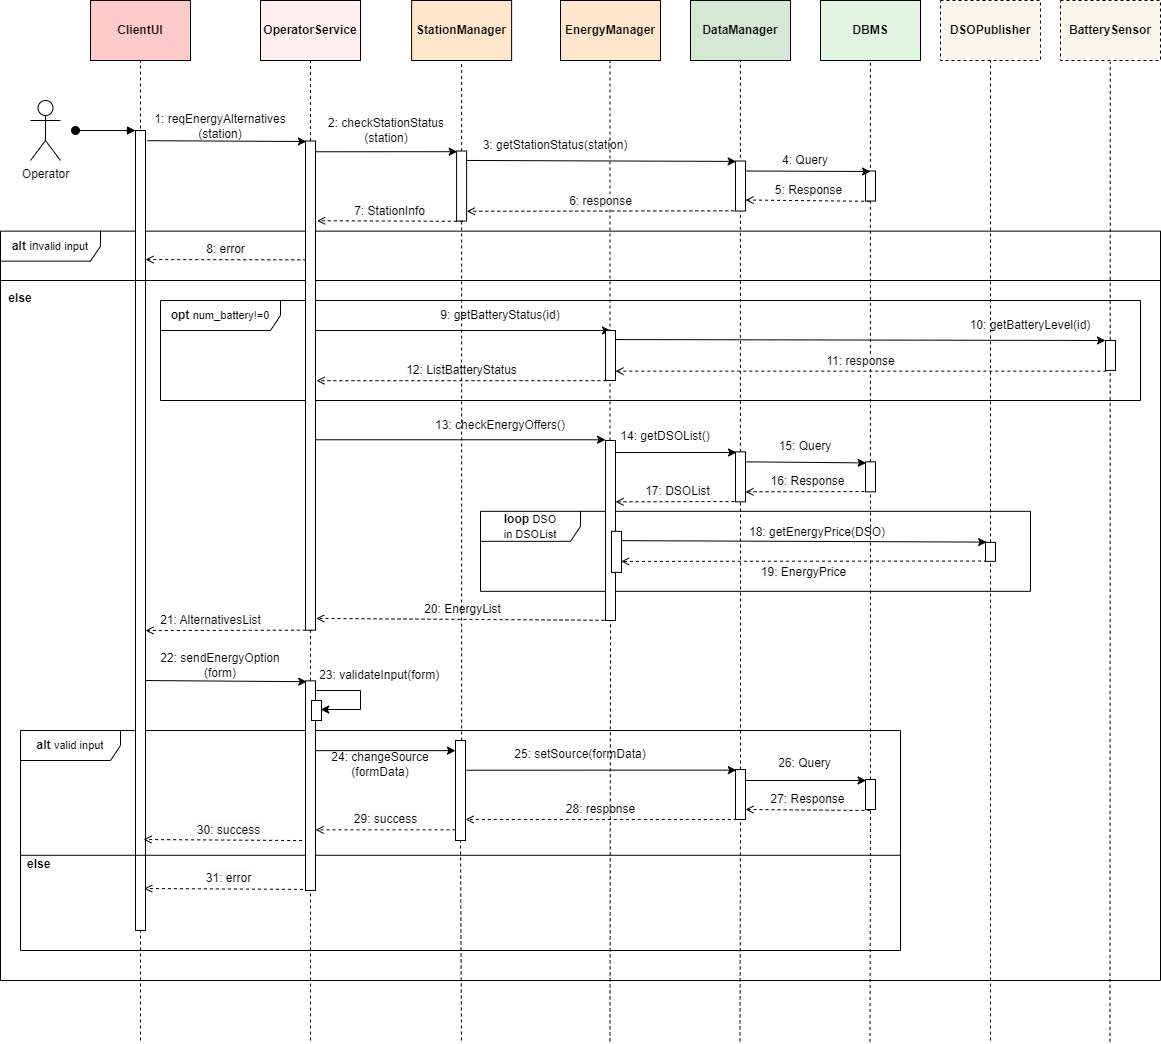 ClientUI
OperatorService
StationManager
EnergyManager
DataManager
DBMS
DSOPublisher
BatterySensor
Operator
1: reqEnergyAlternatives
(station)
2: checkStationStatus
(station)
3: getStationStatus(station)
4: Query
5: Response
6: response
7: StationInfo
alt invalid input
8: error
else
opt num_battery!=0
9: getBatteryStatus(id)
10: getBatteryLevel(id)
11: response
12: ListBatteryStatus
13: checkEnergyOffers()
14: getDSOList()
15: Query
16: Response
17: DSOList
loop DSO
in DSOList
18: getEnergyPrice(DSO)
19: EnergyPrice
20: EnergyList
21: AlternativesList
22: sendEnergyOption
(form)
23: validateInput(form)
alt valid input
24: changeSource
(formData)
25: setSource(formData)
26: Query
27: Response
28: response
29: success
30: success
else
31: error